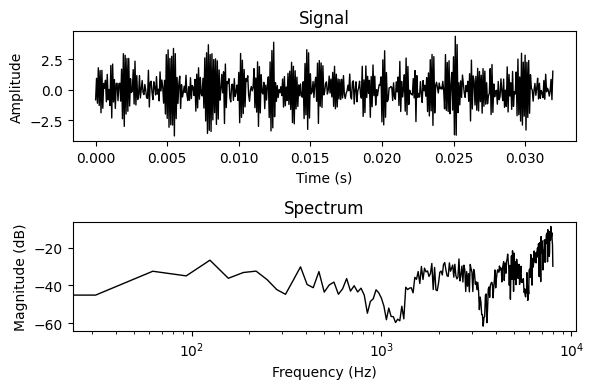 Signal
2.5
0.0
−2.5
Amplitude
0.000 0.005 0.010 0.015 0.020 0.025 0.030
Time (s)
Spectrum
−20
−40
−60
Magnitude (dB)
10² 10³ 10⁴
Frequency (Hz)